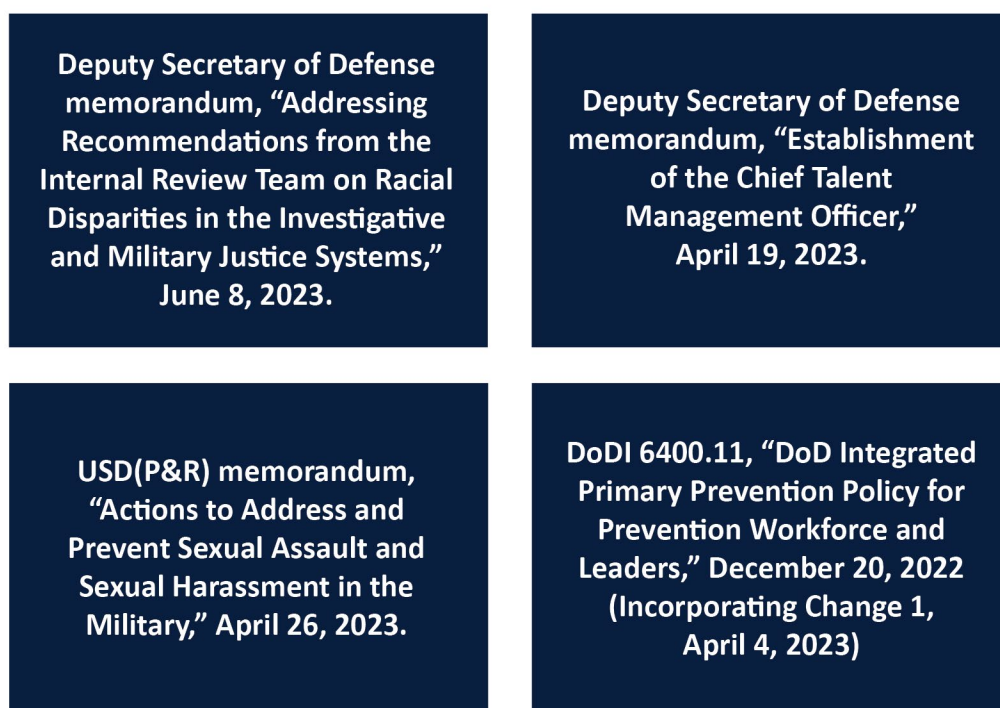 Deputy Secretary of Defense
memorandum, “Addressing
Recommendations from the
Internal Review Team on Racial
Disparities in the Investigative
and Military Justice Systems,”
June 8, 2023.
Deputy Secretary of Defense
memorandum, “Establishment
of the Chief Talent
Management Officer,”
April 19, 2023.
USD(P&R) memorandum,
“Actions to Address and
Prevent Sexual Assault and
Sexual Harassment in the
Military,” April 26, 2023.
DoDI 6400.11, “DoD Integrated
Primary Prevention Policy for
Prevention Workforce and
Leaders,” December 20, 2022
(Incorporating Change 1,
April 4, 2023)